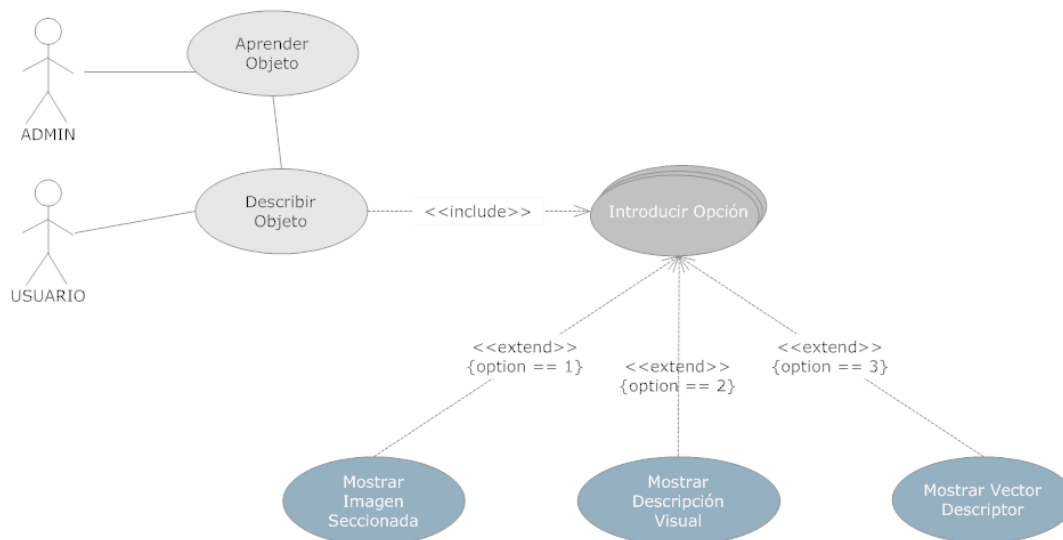 Aprender
Objeto
ADMIN
Describir
Objeto
<<include>>
Introducir Opción
USUARIO
<<extend>>
{option == 1}
<<extend>>
{option == 2}
<<extend>>
{option == 3}
Mostrar
Imagen
Seccionada
Mostrar
Descripción
Visual
Mostrar Vector
Descriptor